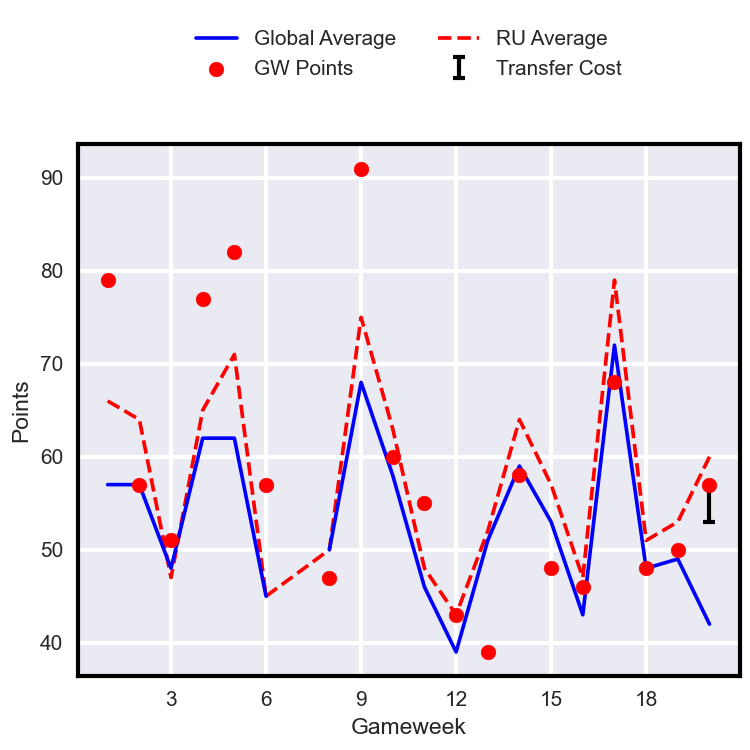 Global Average
RU Average
GW Points
Transfer Cost
90
80
70
60
50
40
Points
3
6
9
12
15
18
Gameweek